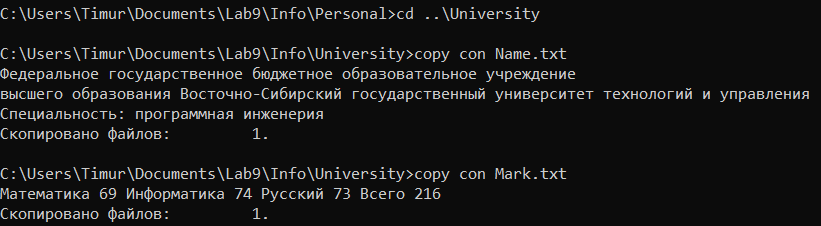 C:\Users\Timur\Documents\Lab9\Info\Personal>cd ..\University
C:\Users\Timur\Documents\Lab9\Info\University>copy con Name.txt
Федеральное государственное бюджетное образовательное учреждение
высшего образования Восточно-Сибирский государственный университет технологий и управления
Специальность: программная инженерия
Скопировано файлов:         1.
C:\Users\Timur\Documents\Lab9\Info\University>copy con Mark.txt
Математика 69 Информатика 74 Русский 73 Всего 216
Скопировано файлов:         1.